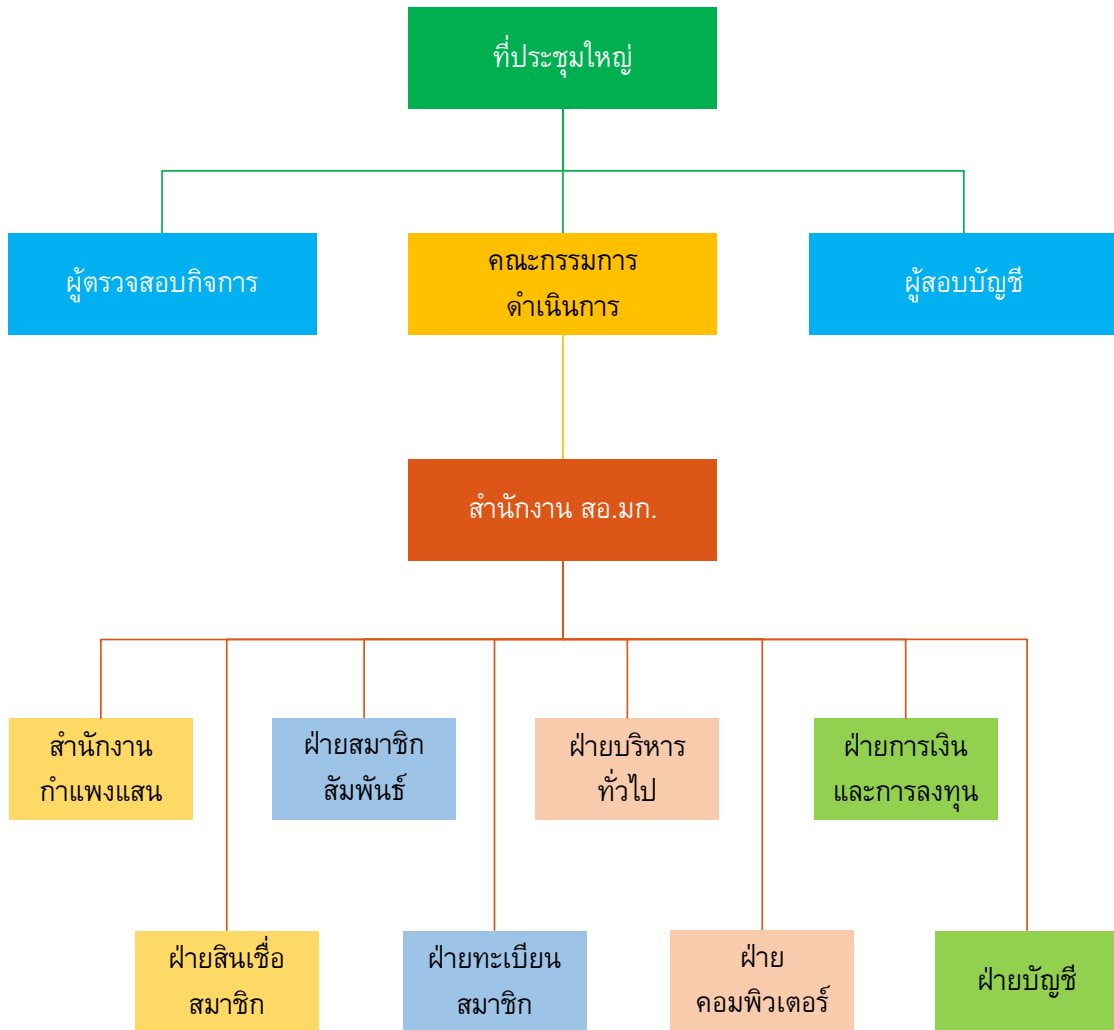 ที่ประชุมใหญ่
ผู้ตรวจสอบกิจการ
คณะกรรมการ
ดำเนินการ
ผู้สอบบัญชี
สำนักงาน สอ.มก.
สำนักงาน
กำแพงแสน
ฝ่ายสมาชิก
สัมพันธ์
ฝ่ายบริหาร
ทั่วไป
ฝ่ายการเงิน
และการลงทุน
ฝ่ายสินเชื่อ
สมาชิก
ฝ่ายทะเบียน
สมาชิก
ฝ่าย
คอมพิวเตอร์
ฝ่ายบัญชี